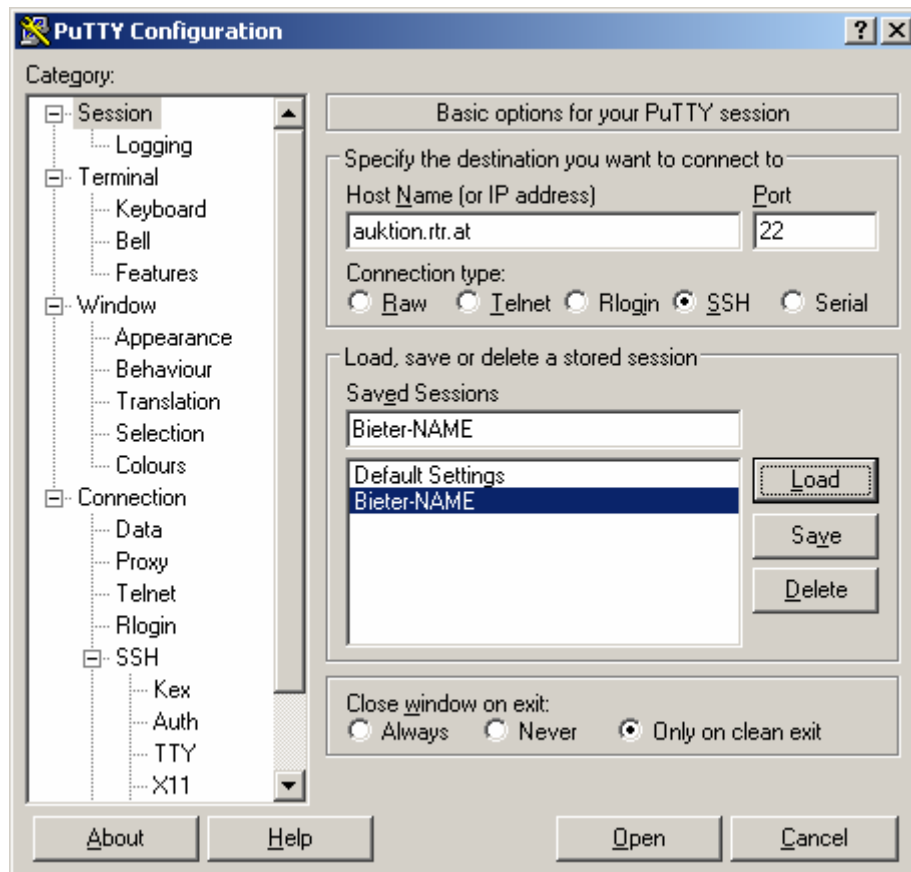 PuTTY Configuration
Category:
Session
Logging
Terminal
Keyboard
Bell
Features
Window
Appearance
Behaviour
Translation
Selection
Colours
Connection
Data
Proxy
Telnet
Rlogin
SSH
Kex
Auth
TTY
X11
Basic options for your PuTTY session
Specify the destination you want to connect to
Host Name (or IP address) Port
auktion.rtr.at 22
Connection type:
Raw Telnet Rlogin SSH Serial
Load, save or delete a stored session
Saved Sessions
Bieter-NAME
Default Settings
Bieter-NAME
Load
Save
Delete
Close window on exit:
Always Never Only on clean exit
About Help Open Cancel